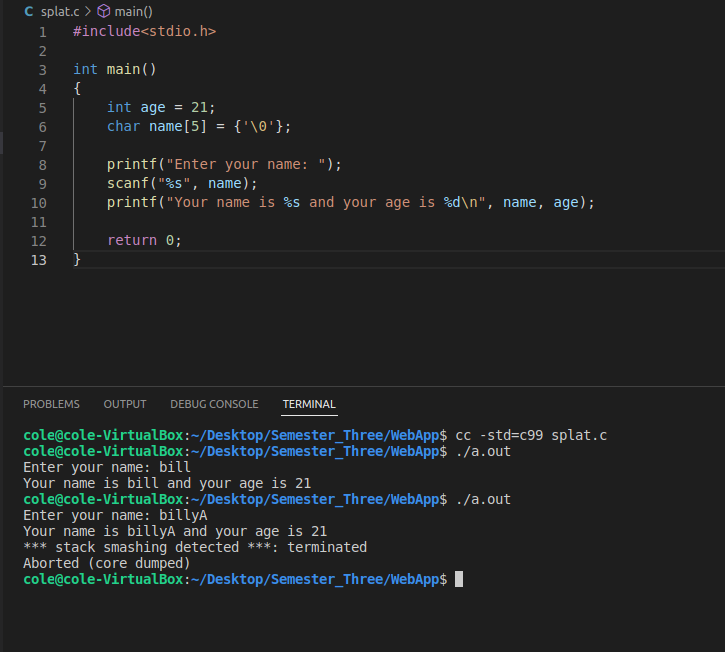 C splat.c > main()
1 #include<stdio.h>
2
3 int main()
4 {
5     int age = 21;
6     char name[5] = {'\0'};
7
8     printf("Enter your name: ");
9     scanf("%s", name);
10     printf("Your name is %s and your age is %d\n", name, age);
11
12     return 0;
13 }
PROBLEMS OUTPUT DEBUG CONSOLE TERMINAL
cole@cole-VirtualBox:~/Desktop/Semester_Three/WebApp$ cc -std=c99 splat.c
cole@cole-VirtualBox:~/Desktop/Semester_Three/WebApp$ ./a.out
Enter your name: bill
Your name is bill and your age is 21
cole@cole-VirtualBox:~/Desktop/Semester_Three/WebApp$ ./a.out
Enter your name: billyA
Your name is billyA and your age is 21
*** stack smashing detected ***: terminated
Aborted (core dumped)
cole@cole-VirtualBox:~/Desktop/Semester_Three/WebApp$